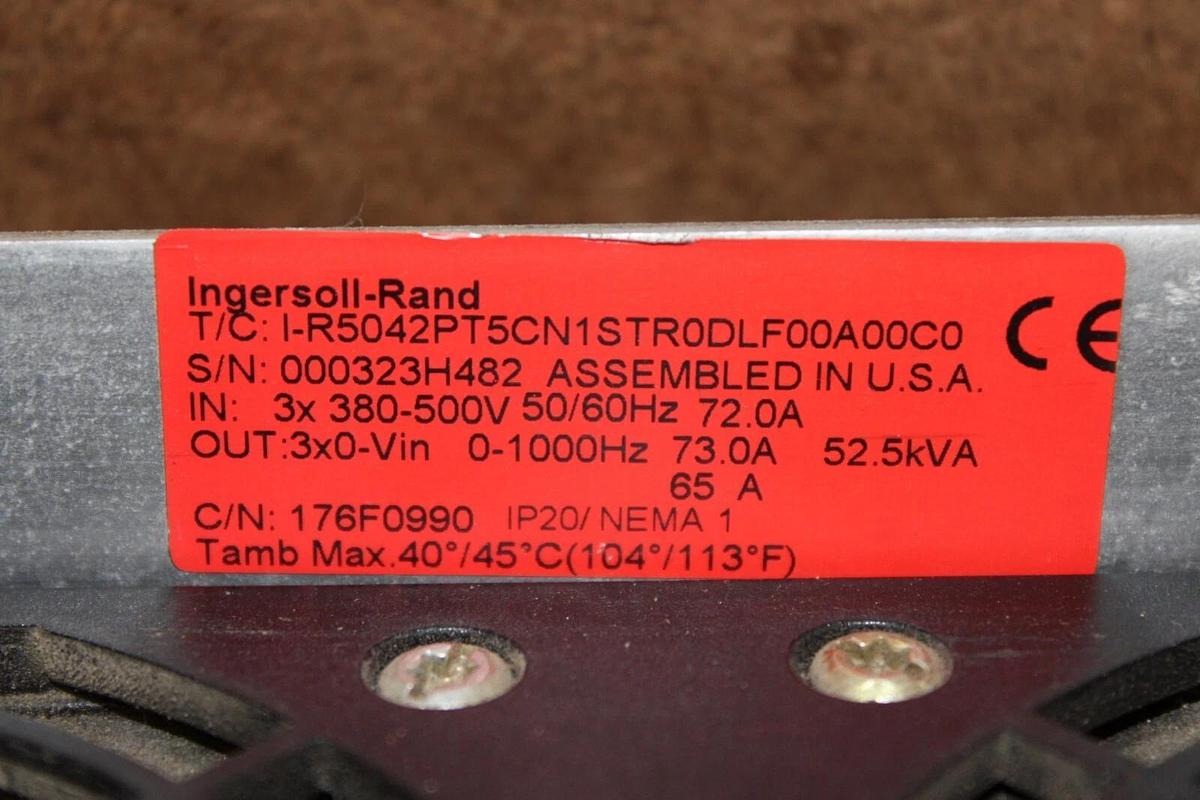 Ingersoll-Rand
T/C: I-R5042PT5CN1STR0DLF00A00C0
CE
S/N: 000323H482 ASSEMBLED IN U.S.A.
IN: 3x 380-500V 50/60Hz 72.0A
OUT:3x0-Vin 0-1000Hz 73.0A 52.5kVA
65 A
C/N: 176F0990 IP20/ NEMA 1
Tamb Max.40°/45°C(104°/113°F)